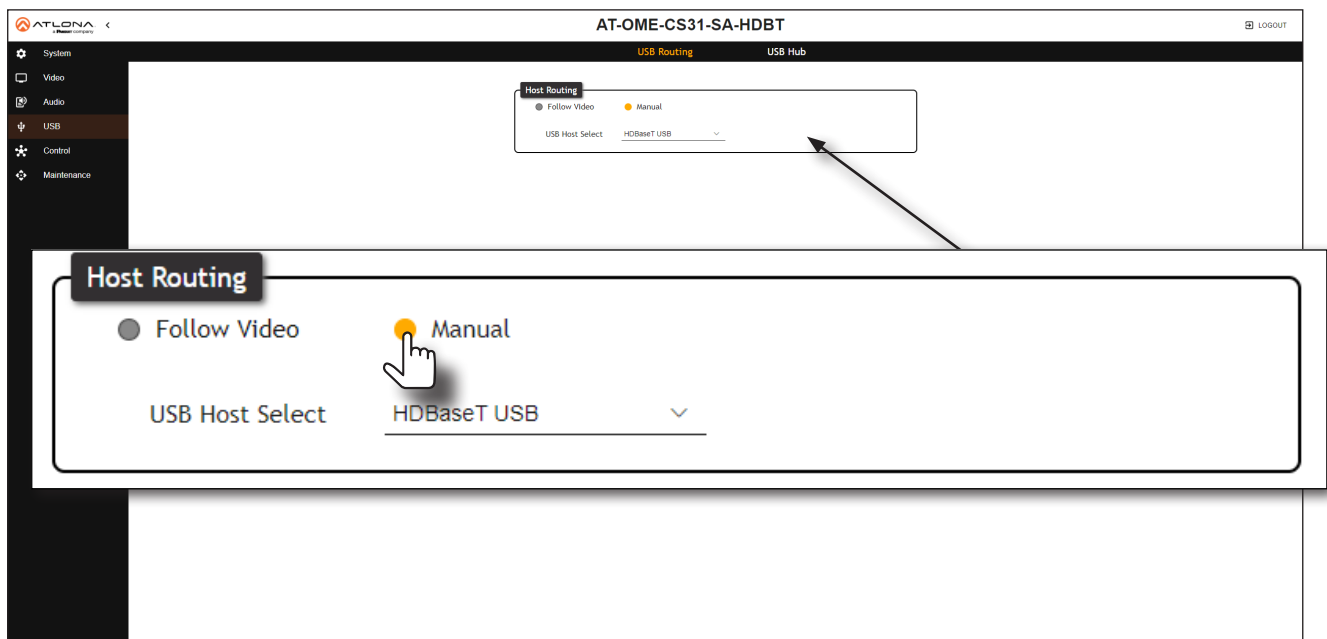 ATLONA
a Panduit company
AT-OME-CS31-SA-HDBT
LOGOUT
System
USB Routing
USB Hub
Video
Audio
USB
Control
Maintenance
Host Routing
Follow Video
Manual
USB Host Select
HDBaseT USB
Host Routing
Follow Video
Manual
USB Host Select
HDBaseT USB